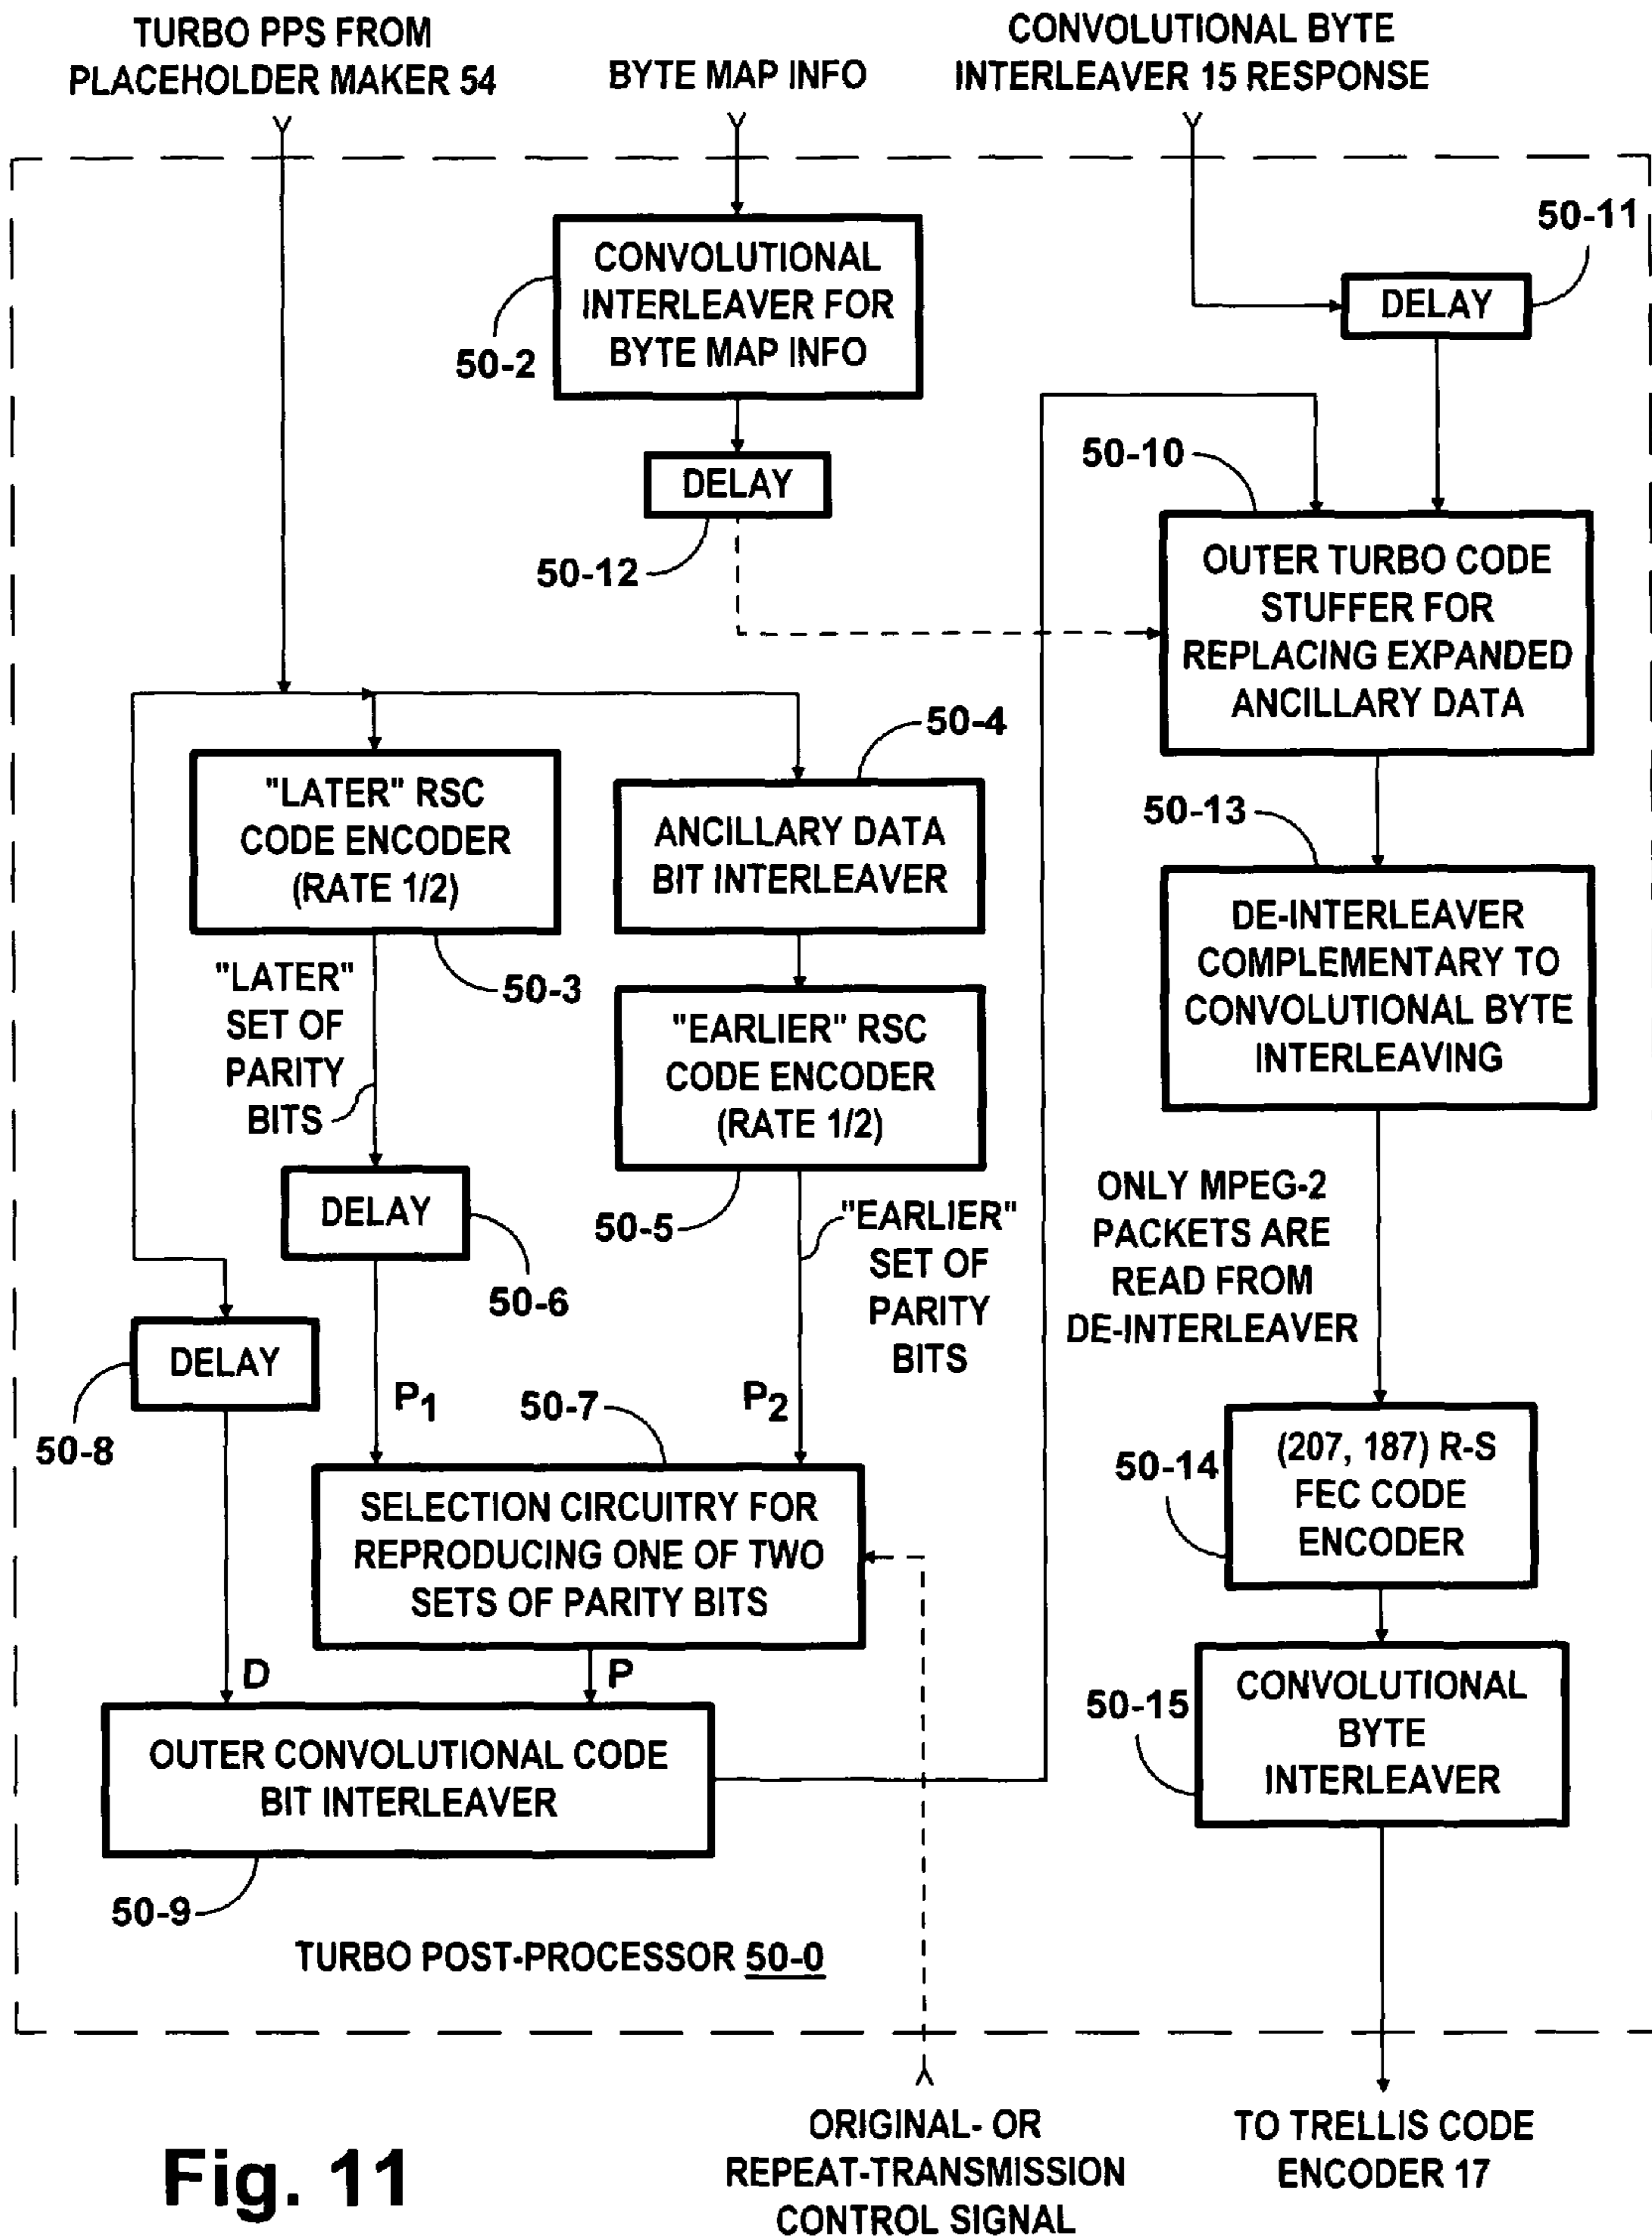 TURBO PPS FROM
PLACEHOLDER MAKER 54
BYTE MAP INFO
CONVOLUTIONAL BYTE
INTERLEAVER 15 RESPONSE
CONVOLUTIONAL
INTERLEAVER FOR
BYTE MAP INFO
50-2
DELAY
50-12
50-11
DELAY
50-10
OUTER TURBO CODE
STUFFER FOR
REPLACING EXPANDED
ANCILLARY DATA
50-4
"LATER" RSC
CODE ENCODER
(RATE 1/2)
ANCILLARY DATA
BIT INTERLEAVER
50-13
DE-INTERLEAVER
COMPLEMENTARY TO
CONVOLUTIONAL BYTE
INTERLEAVING
"LATER"
SET OF
PARITY
BITS
50-3
"EARLIER" RSC
CODE ENCODER
(RATE 1/2)
DELAY
50-6
50-5
"EARLIER"
SET OF
PARITY
BITS
ONLY MPEG-2
PACKETS ARE
READ FROM
DE-INTERLEAVER
DELAY
50-8
P1
50-7
P2
SELECTION CIRCUITRY FOR
REPRODUCING ONE OF TWO
SETS OF PARITY BITS
50-14
(207, 187) R-S
FEC CODE
ENCODER
D
P
OUTER CONVOLUTIONAL CODE
BIT INTERLEAVER
50-9
50-15
CONVOLUTIONAL
BYTE
INTERLEAVER
TURBO POST-PROCESSOR 50-0
ORIGINAL- OR
REPEAT-TRANSMISSION
CONTROL SIGNAL
TO TRELLIS CODE
ENCODER 17
Fig. 11